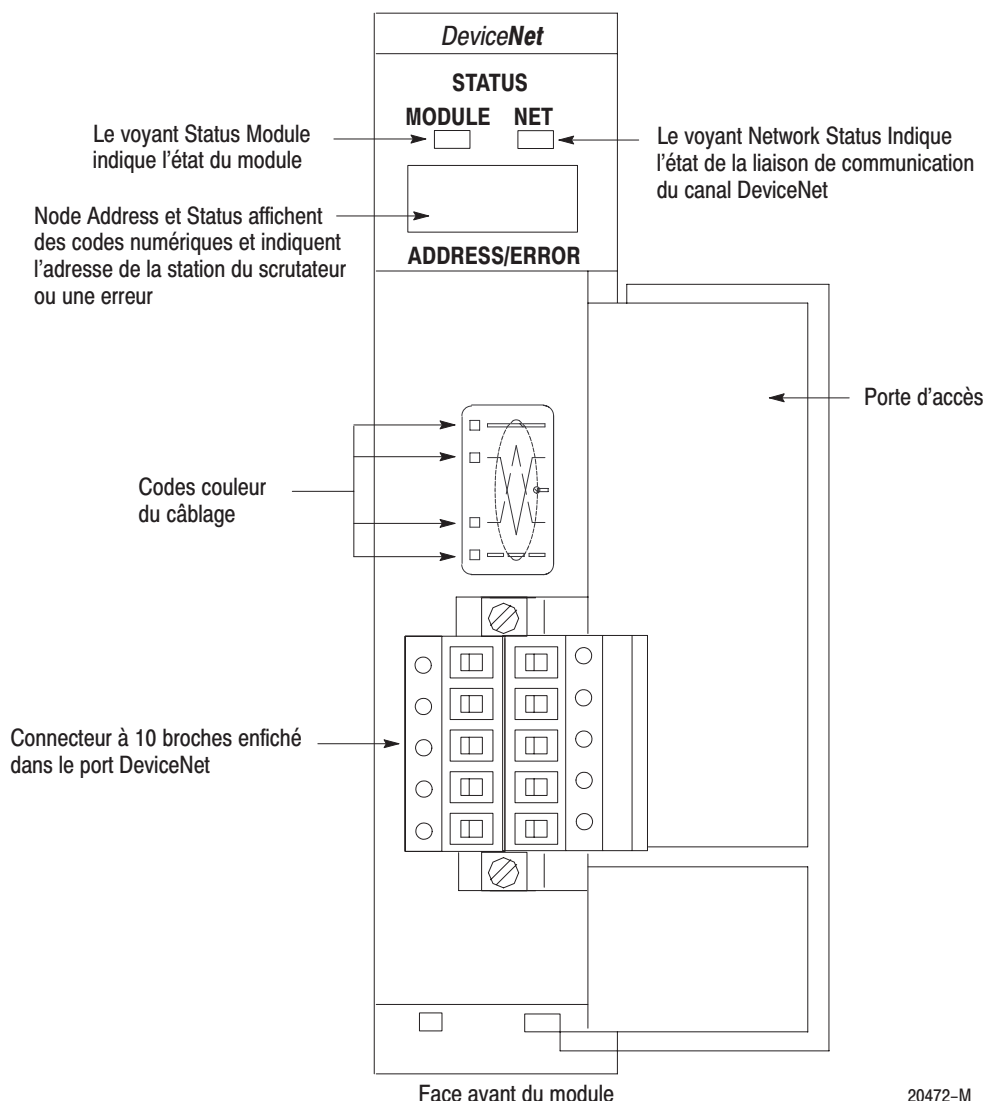 DeviceNet
STATUS
MODULE NET
Le voyant Status Module
indique l'état du module
Le voyant Network Status Indique
l'état de la liaison de communication
du canal DeviceNet
Node Address et Status affichent
des codes numériques et indiquent
l'adresse de la station du scrutateur
ou une erreur
ADDRESS/ERROR
Porte d'accès
Codes couleur
du câblage
Connecteur à 10 broches enfiché
dans le port DeviceNet
Face avant du module
20472-M